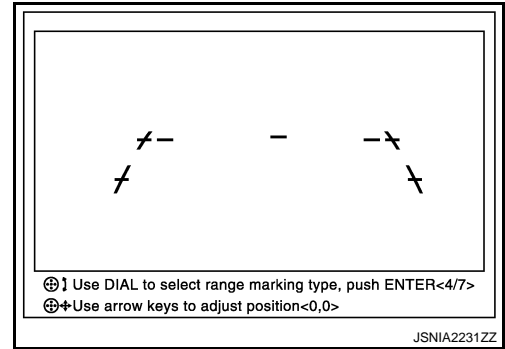 Use DIAL to select range marking type, push ENTER<4/7>
Use arrow keys to adjust position<0,0>
JSNIA2231ZZ